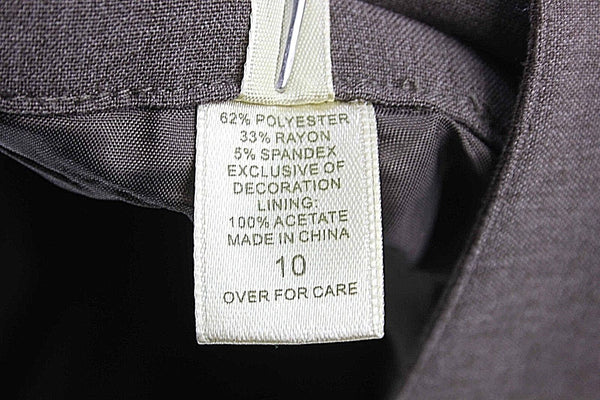 62% POLYESTER
33% RAYON
5% SPANDEX
EXCLUSIVE OF
DECORATION
LINING:
100% ACETATE
MADE IN CHINA
10
OVER FOR CARE